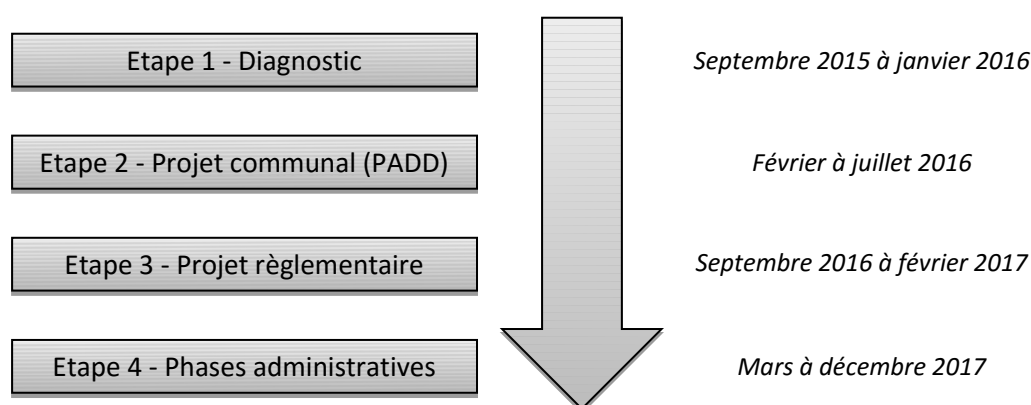 Etape 1 - Diagnostic
Septembre 2015 à janvier 2016
Etape 2 - Projet communal (PADD)
Février à juillet 2016
Etape 3 - Projet règlementaire
Septembre 2016 à février 2017
Etape 4 - Phases administratives
Mars à décembre 2017